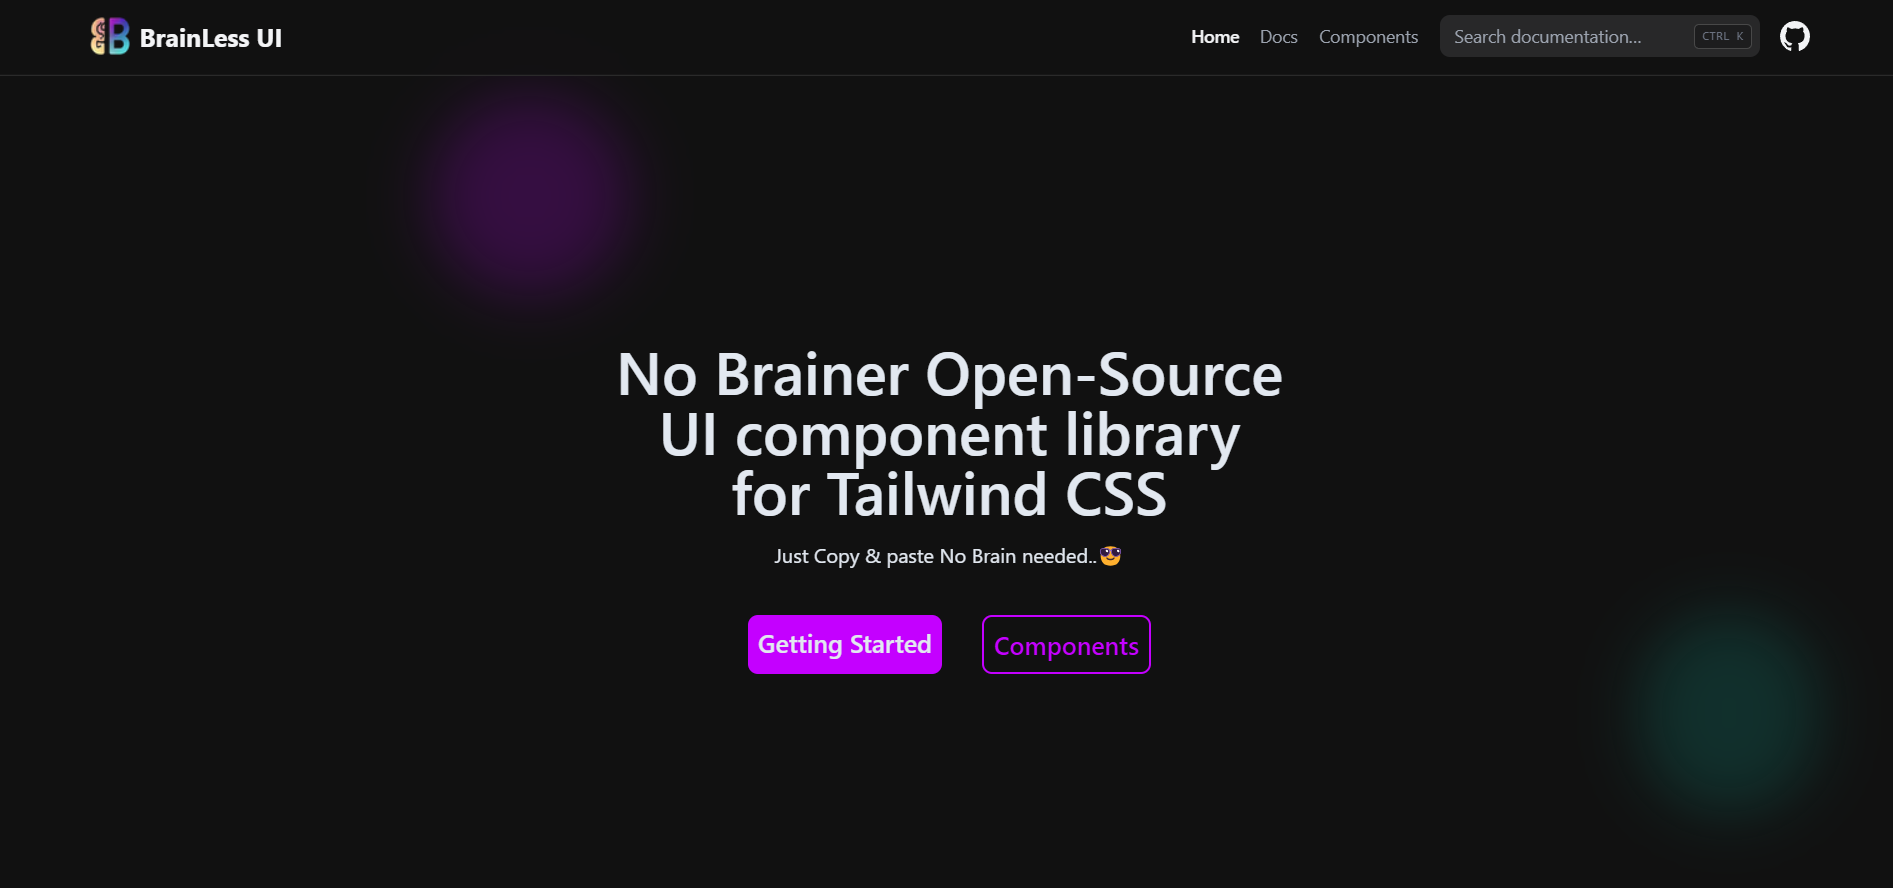 BrainLess UI
Home
Docs
Components
Search documentation...
CTRL K
No Brainer Open-Source
UI component library
for Tailwind CSS
Just Copy & paste No Brain needed..😎
Getting Started
Components